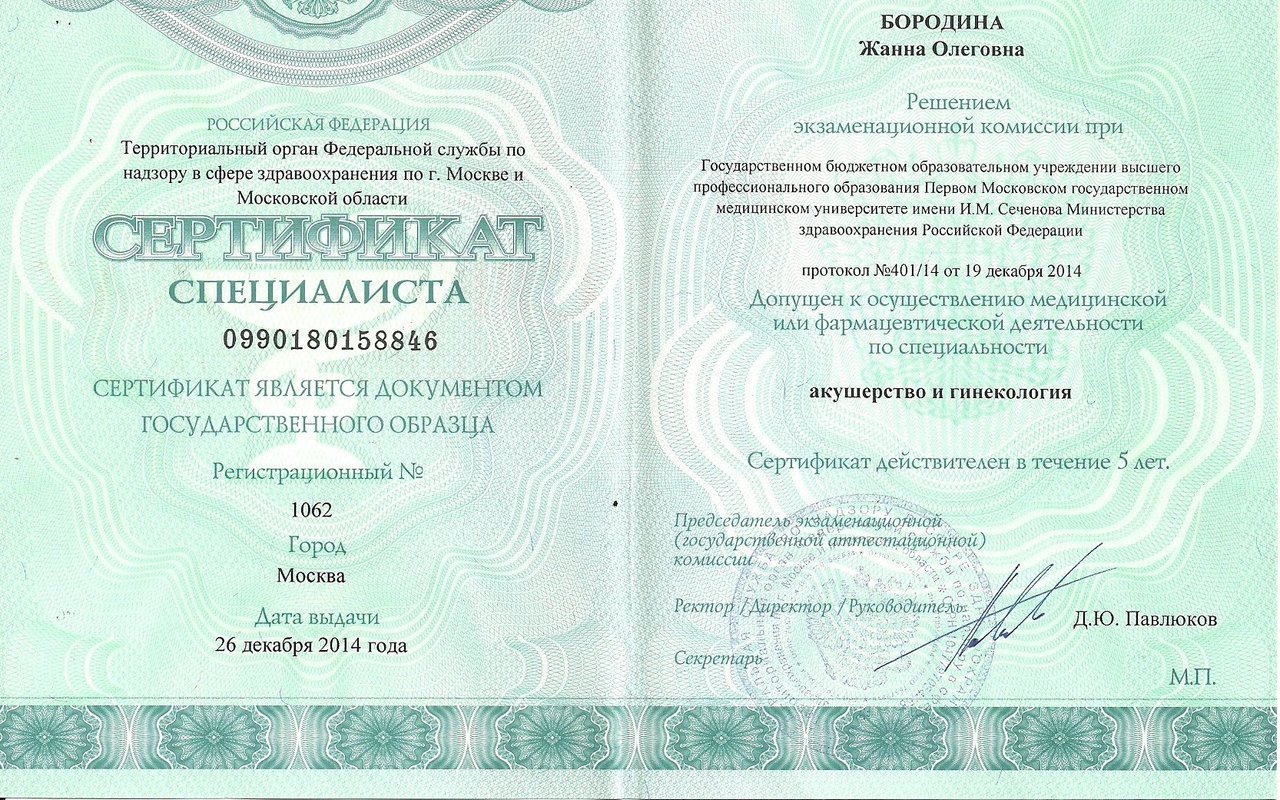 РОССИЙСКАЯ ФЕДЕРАЦИЯ
Территориальный орган Федеральной службы по
надзору в сфере здравоохранения по г. Москве и
Московской области
СЕРТИФИКАТ
СПЕЦИАЛИСТА
0990180158846
СЕРТИФИКАТ ЯВЛЯЕТСЯ ДОКУМЕНТОМ
ГОСУДАРСТВЕННОГО ОБРАЗЦА
Регистрационный №
1062
Город
Москва
Дата выдачи
26 декабря 2014 года
БОРОДИНА
Жанна Олеговна
Решением
экзаменационной комиссии при
Государственном бюджетном образовательном учреждении высшего
профессионального образования Первом Московском государственном
медицинском университете имени И.М. Сеченова Министерства
здравоохранения Российской Федерации
протокол №401/14 от 19 декабря 2014
Допущен к осуществлению медицинской
или фармацевтической деятельности
по специальности
акушерство и гинекология
Сертификат действителен в течение 5 лет.
Председатель экзаменационной
(государственной аттестационной)
комиссии
Ректор /Директор /Руководитель
Д.Ю. Павлюков
Секретарь
М.П.